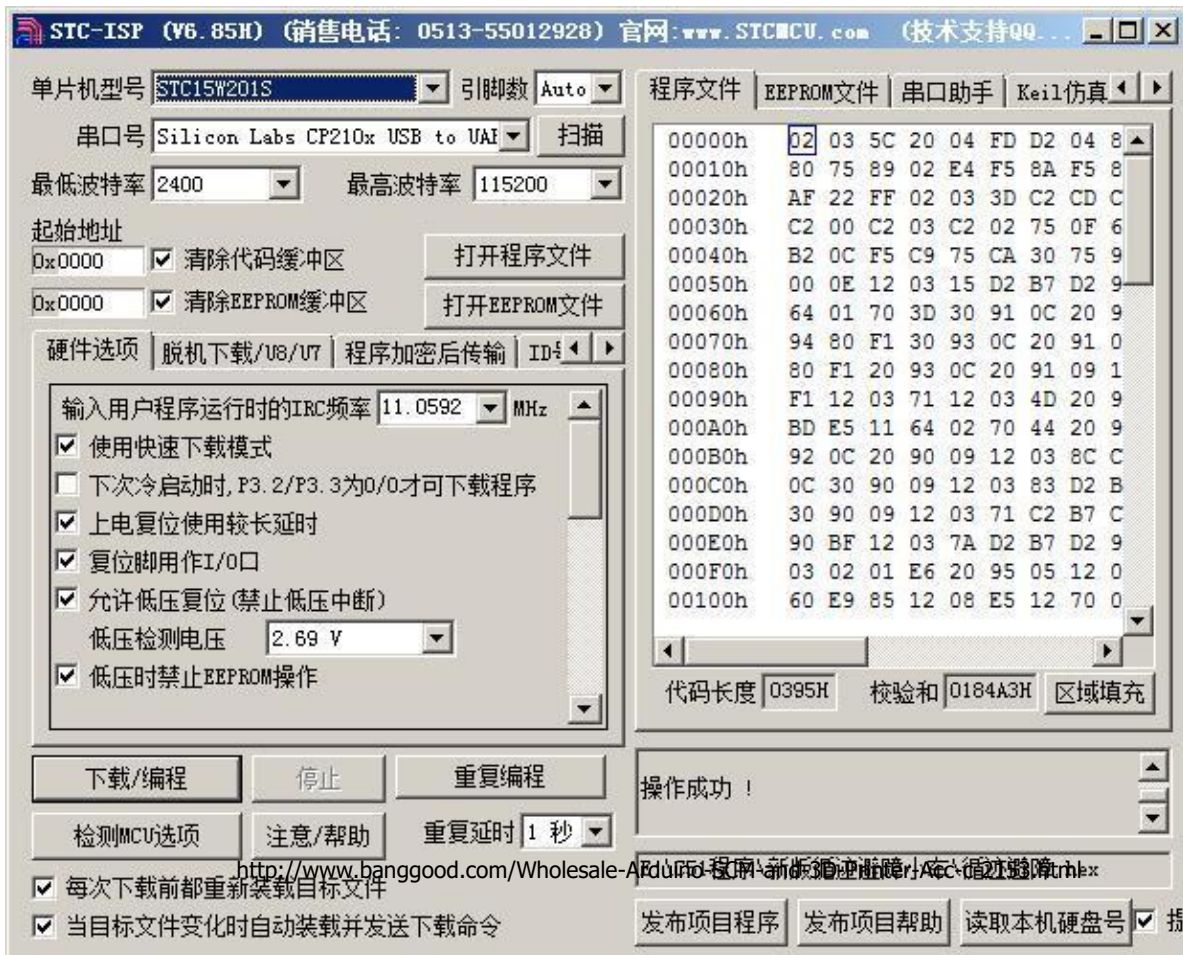 STC-ISP (V6.85H) (销售电话: 0513-55012928) 官网:www.STCMCU.com (技术支持QQ...
单片机型号 STC15W201S 引脚数 Auto
串口号 Silicon Labs CP210x USB to UAI 扫描
最低波特率 2400 最高波特率 115200
起始地址
0x0000 清除代码缓冲区 打开程序文件
0x0000 清除EEPROM缓冲区 打开EEPROM文件
硬件选项 脱机下载/U8/U7 程序加密后传输
输入用户程序运行时的IRC频率 11.0592 MHz
使用快速下载模式
下次冷启动时,P3.2/P3.3为0/0才可下载程序
上电复位使用较长延时
复位脚用作I/O口
允许低压复位(禁止低压中断)
低压检测电压 2.69 V
低压时禁止EEPROM操作
下载/编程 停止 重复编程
检测MCU选项 注意/帮助 重复延时 1 秒
每次下载前都重新装载目标文件
当目标文件变化时自动装载并发送下载命令
程序文件 EEPROM文件 串口助手 Keil仿真
00000h 02 03 5C 20 04 FD D2 04 8
00010h 80 75 89 02 E4 F5 8A F5 8
00020h AF 22 FF 02 03 3D C2 CD C
00030h C2 00 C2 03 C2 02 75 0F 6
00040h B2 0C F5 C9 75 CA 30 75 9
00050h 00 0E 12 03 15 D2 B7 D2 9
00060h 64 01 70 3D 30 91 0C 20 9
00070h 94 80 F1 30 93 0C 20 91 0
00080h 80 F1 20 93 0C 20 91 09 1
00090h F1 12 03 71 12 03 4D 20 9
000A0h BD E5 11 64 02 70 44 20 9
000B0h 92 0C 20 90 09 12 03 8C C
000C0h 0C 30 90 09 12 03 83 D2 B
000D0h 30 90 09 12 03 71 C2 B7 C
000E0h 90 BF 12 03 7A D2 B7 D2 9
000F0h 03 02 01 E6 20 95 05 12 0
00100h 60 E9 85 12 08 E5 12 70 0
代码长度 0395H 校验和 0184A3H 区域填充
操作成功 !
http://www.banggood.com/Wholesale-Arduino-SCM-and-3D-Printer-Acc-c-2153.html
发布项目程序 发布项目帮助 读取本机硬盘号